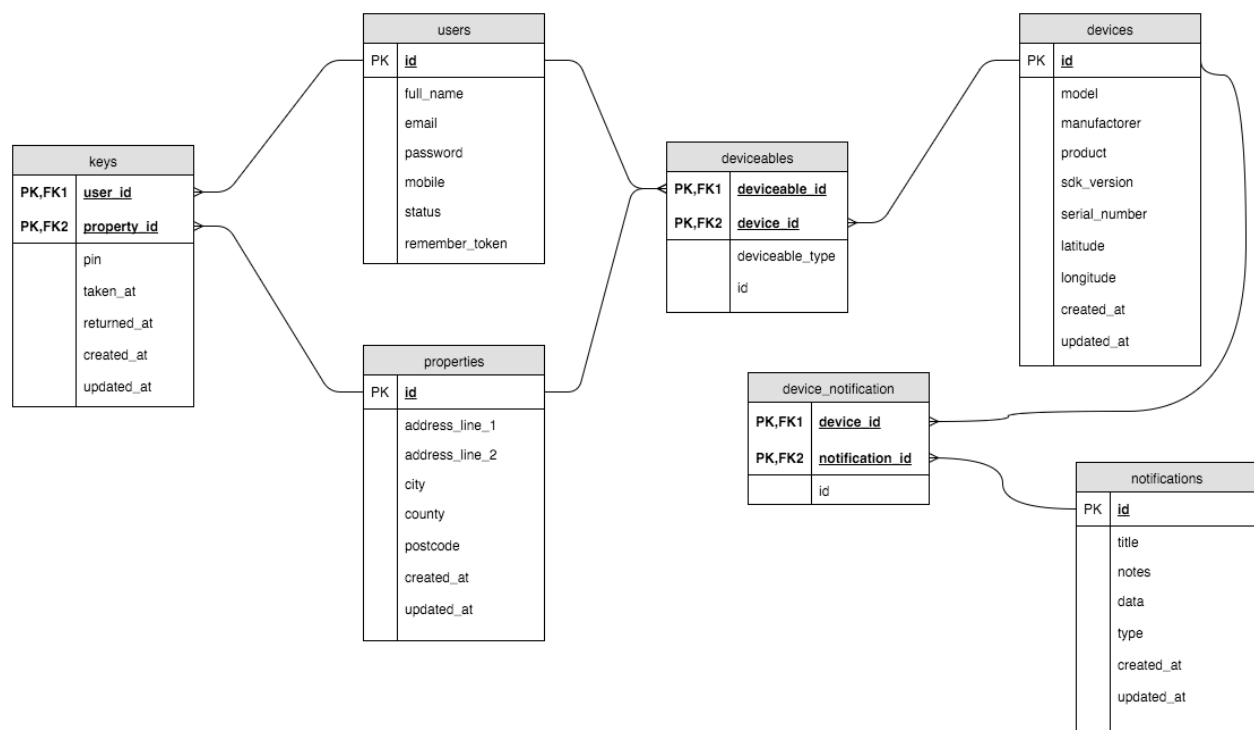 users
PK id
full_name
email
password
mobile
status
remember_token
devices
PK id
model
manufactorer
product
sdk_version
serial_number
latitude
longitude
created_at
updated_at
keys
PK,FK1 user_id
PK,FK2 property_id
pin
taken_at
returned_at
created_at
updated_at
deviceables
PK,FK1 deviceable_id
PK,FK2 device_id
deviceable_type
id
properties
PK id
address_line_1
address_line_2
city
county
postcode
created_at
updated_at
device_notification
PK,FK1 device_id
PK,FK2 notification_id
id
notifications
PK id
title
notes
data
type
created_at
updated_at